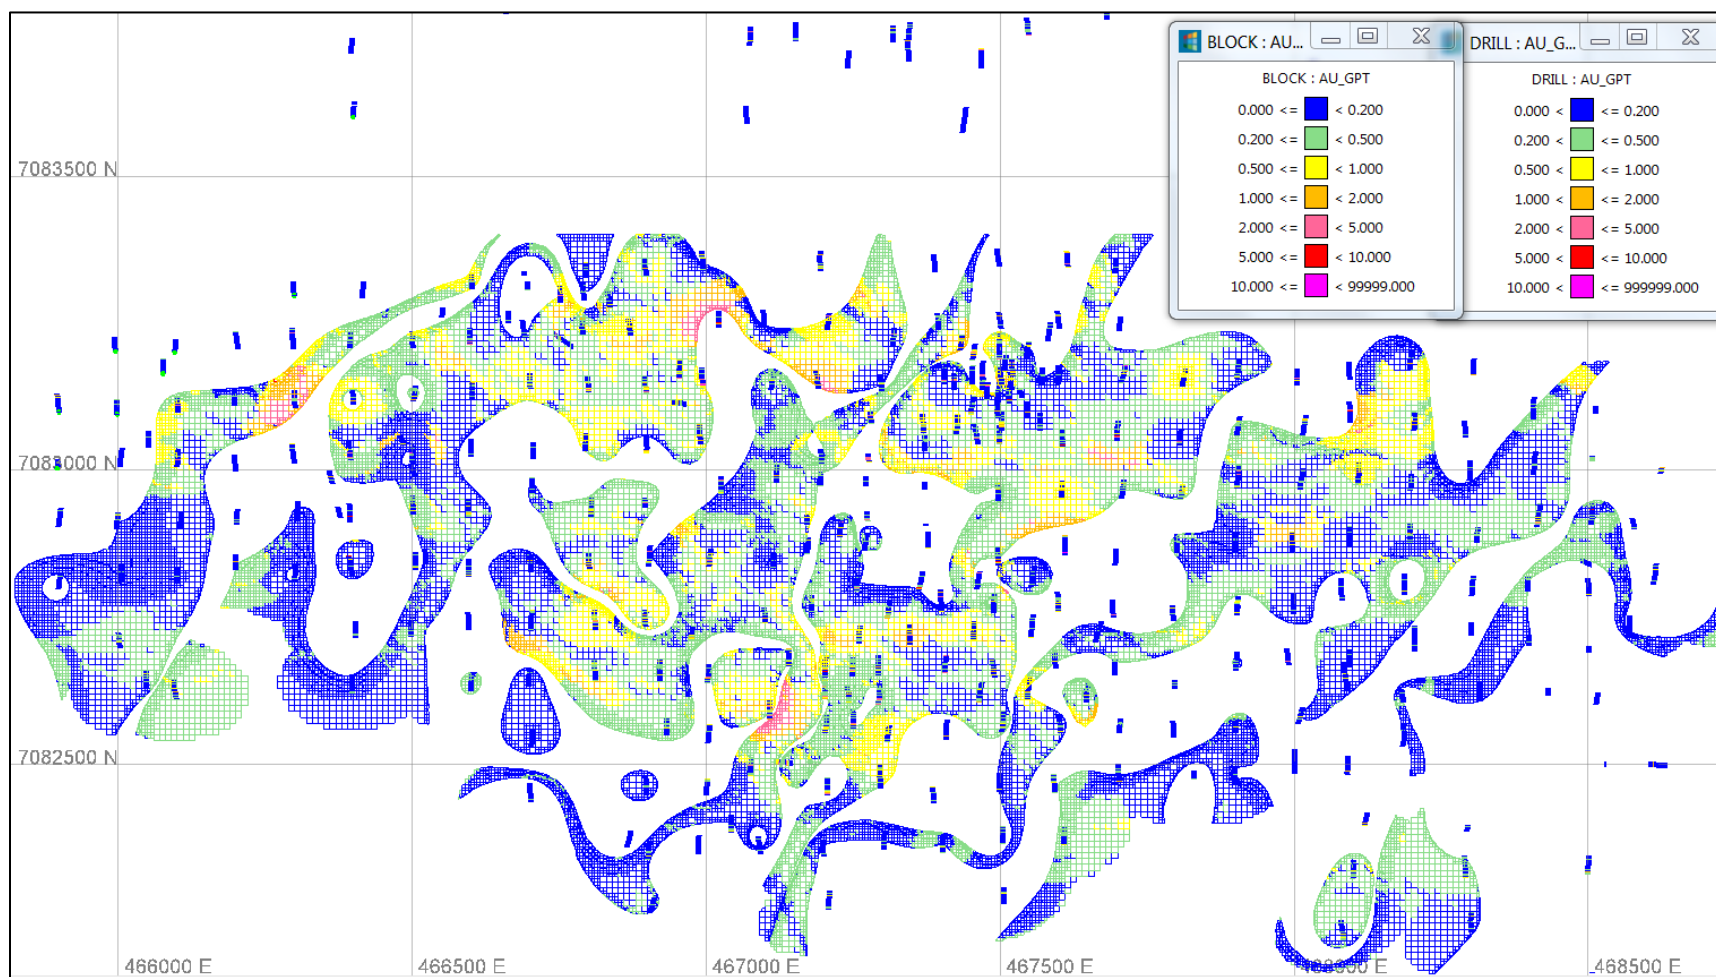 BLOCK : AU...
DRILL : AU_G...
BLOCK : AU_GPT
0.000 <= < 0.200
0.200 <= < 0.500
0.500 <= < 1.000
1.000 <= < 2.000
2.000 <= < 5.000
5.000 <= < 10.000
10.000 <= < 99999.000
DRILL : AU_GPT
0.000 < <= 0.200
0.200 < <= 0.500
0.500 < <= 1.000
1.000 < <= 2.000
2.000 < <= 5.000
5.000 < <= 10.000
10.000 < <= 999999.000
7083500 N
7083000 N
7082500 N
466000 E
466500 E
467000 E
467500 E
468000 E
468500 E